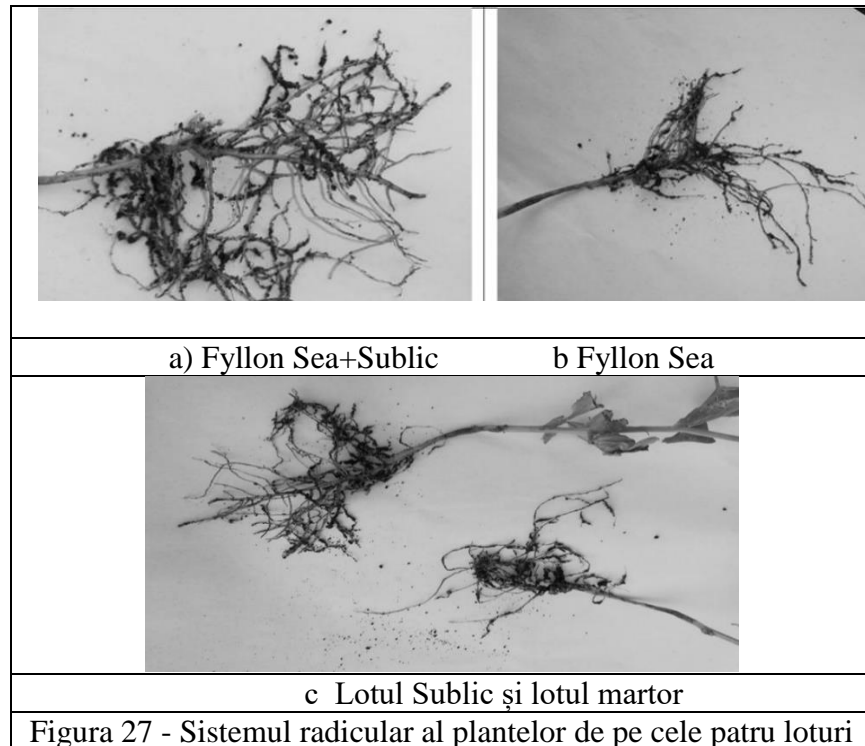 a) Fyllon Sea+Sublic b Fyllon Sea
c Lotul Sublic și lotul martor
Figura 27 - Sistemul radicular al plantelor de pe cele patru loturi